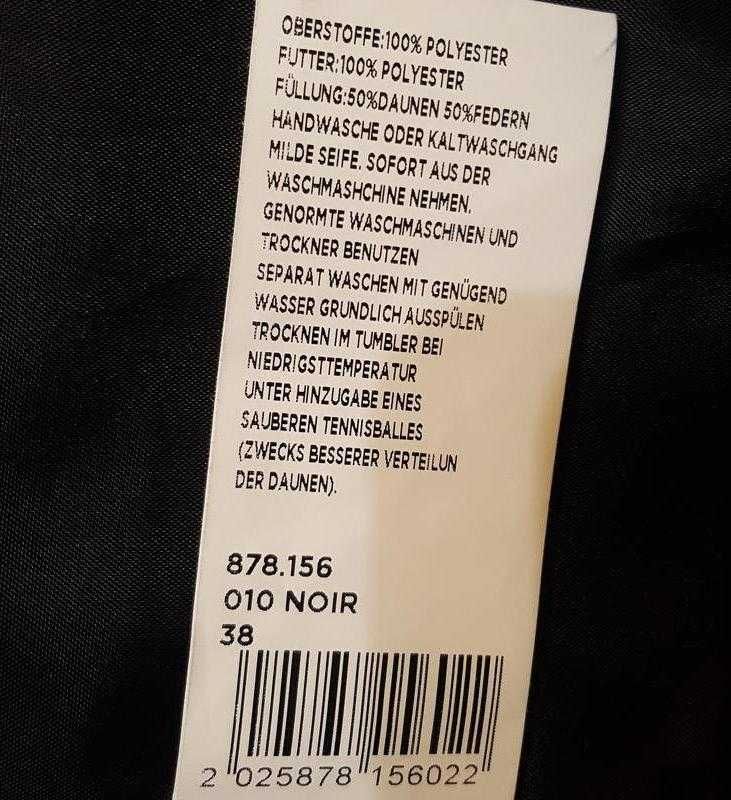 OBERSTOFFE:100% POLYESTER
FUTTER:100% POLYESTER
FÜLLUNG:50%DAUNEN 50%FEDERN
HANDWASCHE ODER KALTWASCHGANG
MILDE SEIFE. SOFORT AUS DER
WASCHMASHCHINE NEHMEN.
GENORMTE WASCHMASCHINEN UND
TROCKNER BENUTZEN
SEPARAT WASCHEN MIT GENÜGEND
WASSER GRUNDLICH AUSSPÜLEN
TROCKNEN IM TUMBLER BEI
NIEDRIGSTTEMPERATUR
UNTER HINZUGABE EINES
SAUBEREN TENNISBALLES
(ZWECKS BESSERER VERTEILUN
DER DAUNEN).
878.156
010 NOIR
38
2 025878 156022